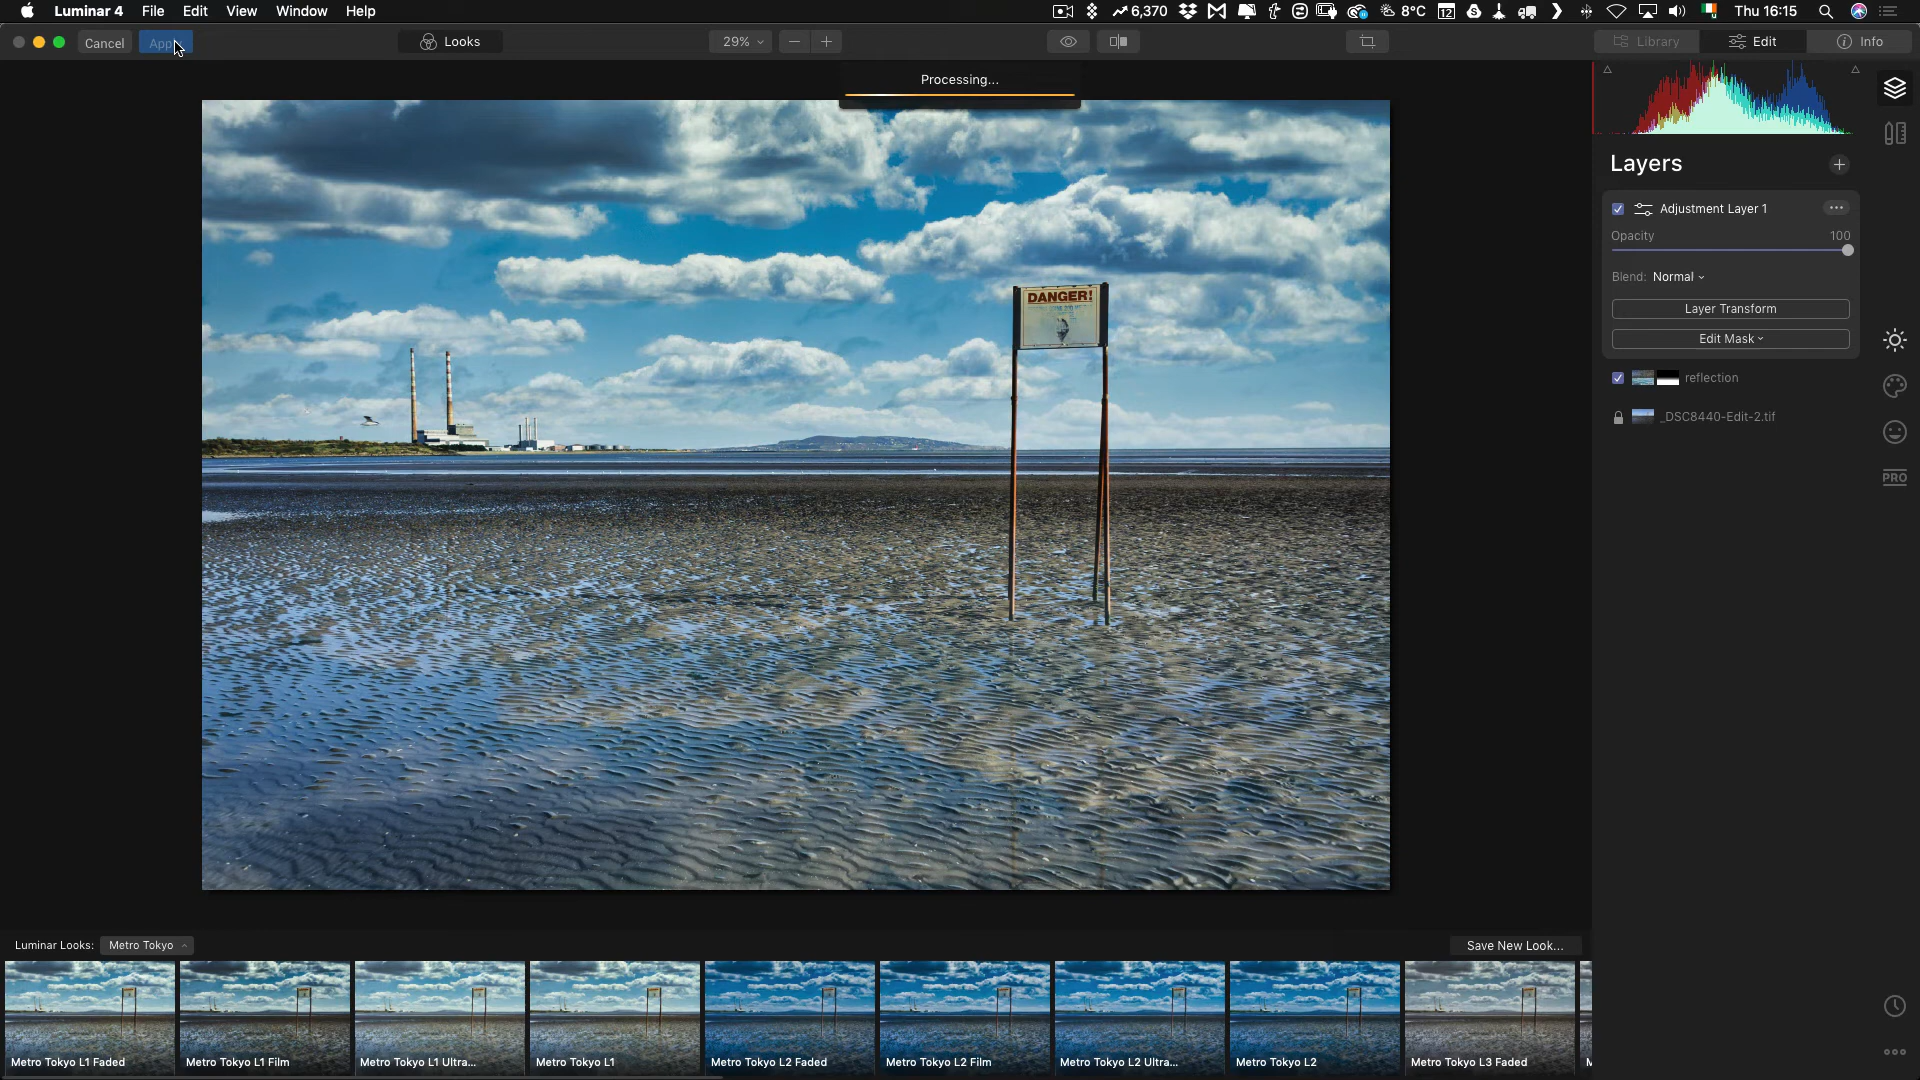 Luminar 4 File Edit View Window Help 6,370 8°C 12 Thu 16:15
Cancel Apply Looks 29% Library Edit Info
Processing...
Layers
Adjustment Layer 1
Opacity 100
Blend: Normal
DANGER!
Layer Transform
Edit Mask
reflection
_DSC8440-Edit-2.tif
PRO
Luminar Looks: Metro Tokyo Save New Look...
Metro Tokyo L1 Faded Metro Tokyo L1 Film Metro Tokyo L1 Ultra... Metro Tokyo L1 Metro Tokyo L2 Faded Metro Tokyo L2 Film Metro Tokyo L2 Ultra... Metro Tokyo L2 Metro Tokyo L3 Faded M